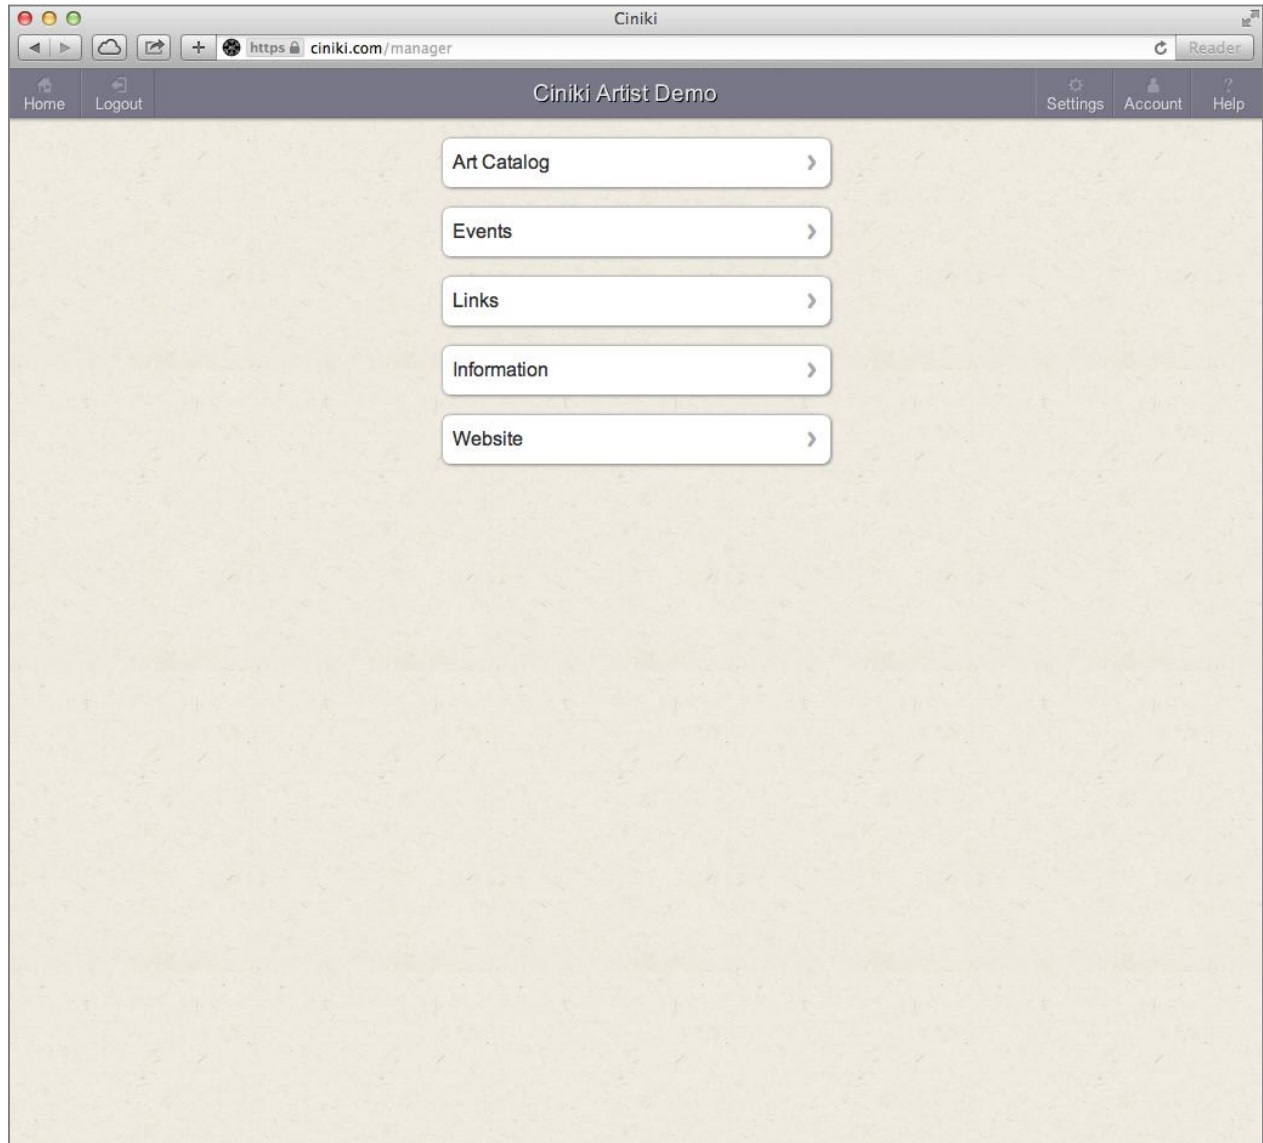 Ciniki
https ciniki.com/manager Reader
Home Logout Ciniki Artist Demo Settings Account ? Help
Art Catalog
Events
Links
Information
Website